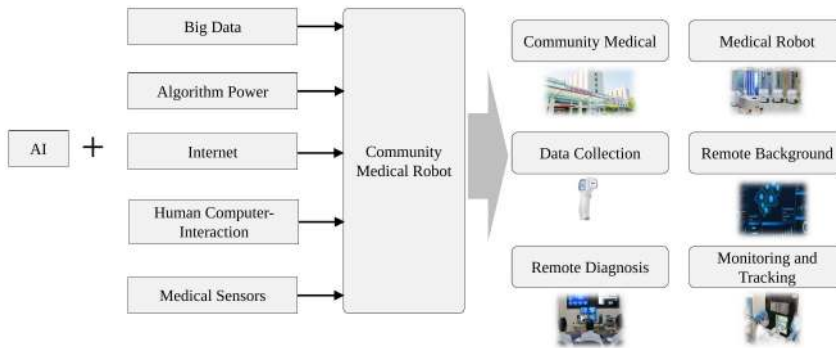 AI
+
Big Data
Algorithm Power
Internet
Human Computer-
Interaction
Medical Sensors
Community
Medical Robot
Community Medical
Medical Robot
Data Collection
Remote Background
Remote Diagnosis
Monitoring and
Tracking